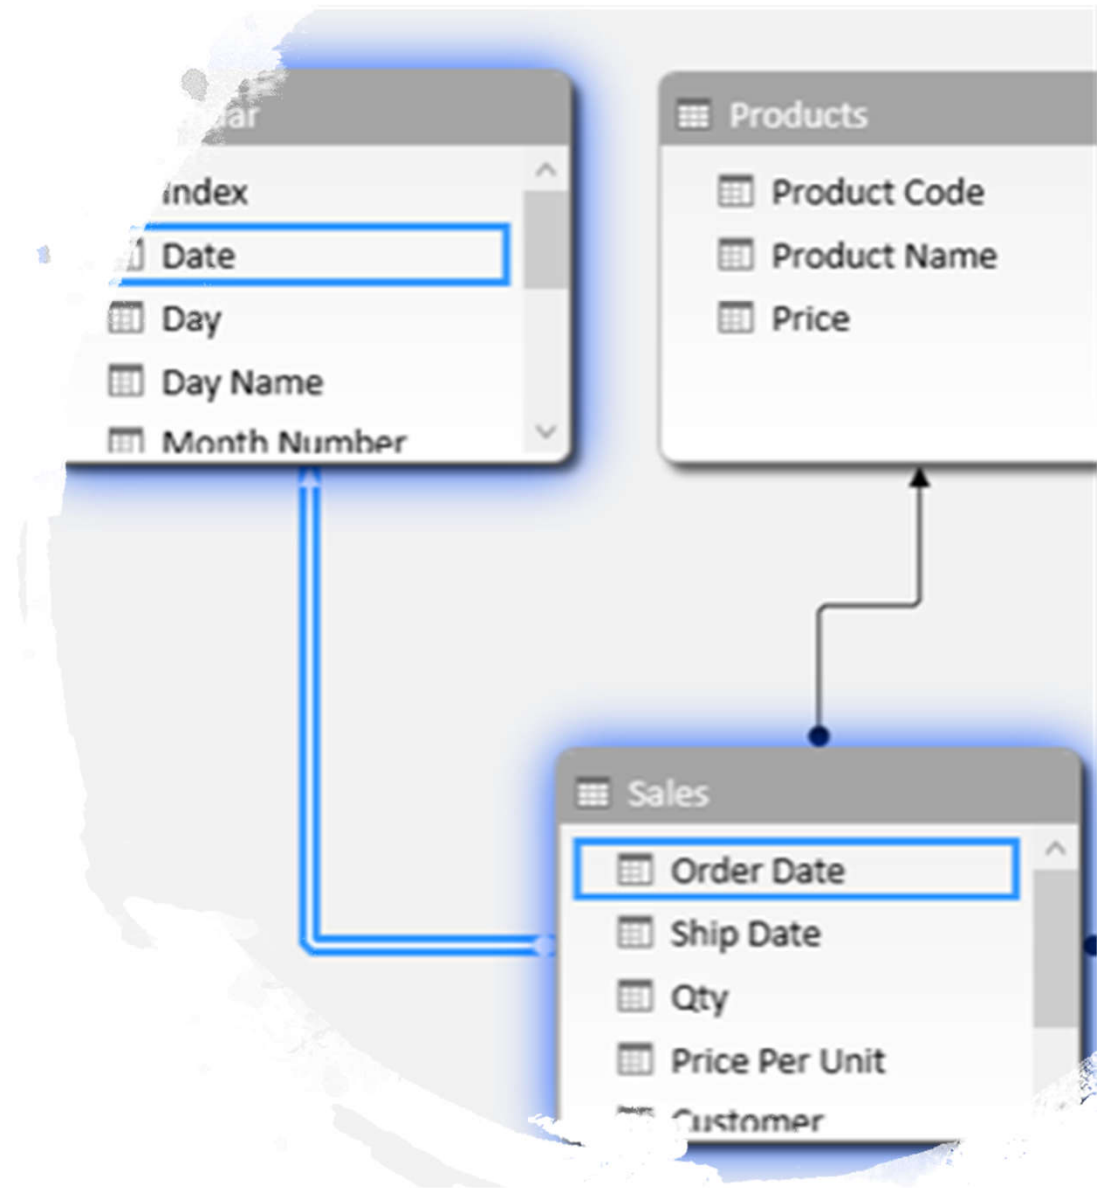 Index
Date
Day
Day Name
Month Number
Products
Product Code
Product Name
Price
Sales
Order Date
Ship Date
Qty
Price Per Unit
Customer